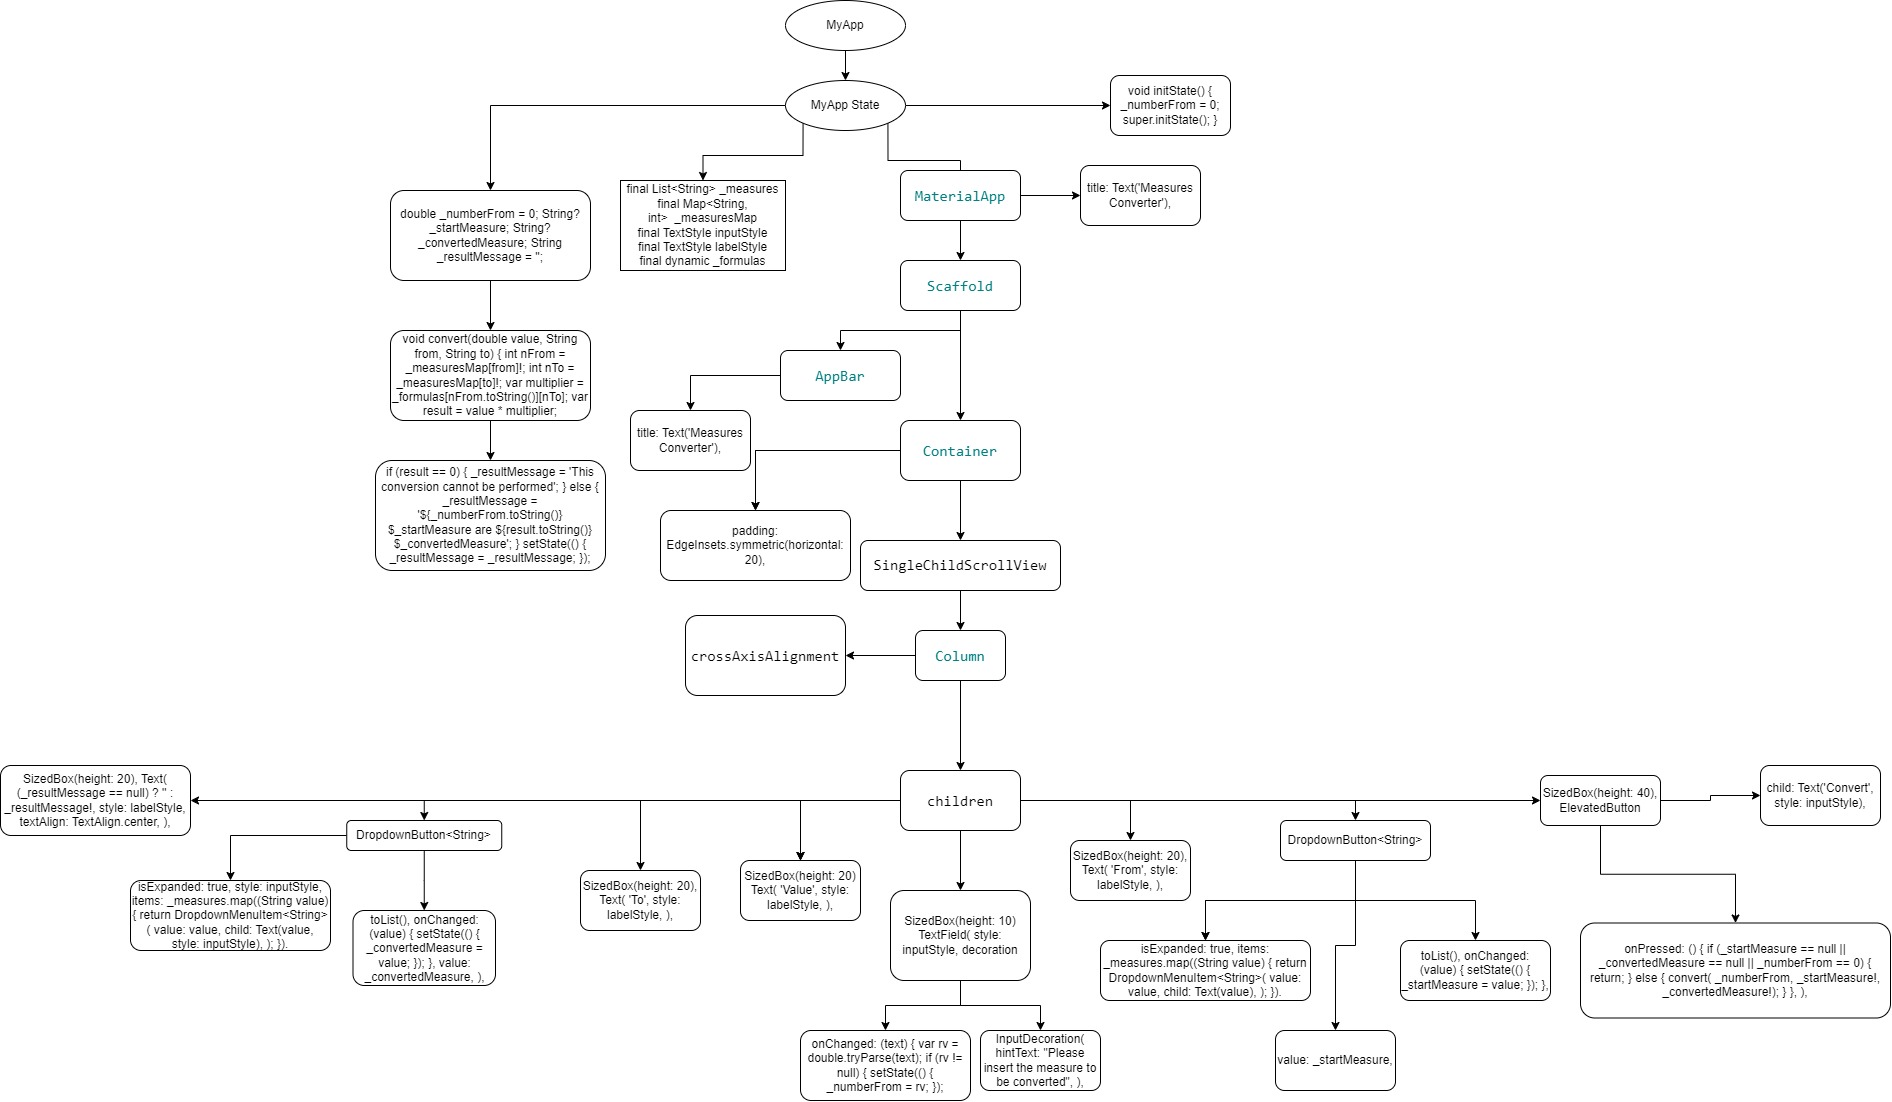 MyApp
MyApp State
void initState() {
_numberFrom = 0;
super.initState(); }
double _numberFrom = 0; String?
_startMeasure; String?
_convertedMeasure; String
_resultMessage = '';
final List<String> _measures
final Map<String,
int>  _measuresMap
final TextStyle inputStyle
final TextStyle labelStyle
final dynamic _formulas
MaterialApp
title: Text('Measures
Converter'),
Scaffold
void convert(double value, String
from, String to) { int nFrom =
_measuresMap[from]!; int nTo =
_measuresMap[to]!; var multiplier =
_formulas[nFrom.toString()][nTo]; var
result = value * multiplier;
AppBar
title: Text('Measures
Converter'),
Container
if (result == 0) { _resultMessage = 'This
conversion cannot be performed'; } else {
_resultMessage =
'${_numberFrom.toString()}
$_startMeasure are ${result.toString()}
$_convertedMeasure'; } setState(() {
_resultMessage = _resultMessage; });
padding:
EdgeInsets.symmetric(horizontal:
20),
SingleChildScrollView
crossAxisAlignment
Column
SizedBox(height: 20), Text(
(_resultMessage == null) ? '' :
_resultMessage!, style: labelStyle,
textAlign: TextAlign.center, ),
children
SizedBox(height: 40),
ElevatedButton
child: Text('Convert',
style: inputStyle),
DropdownButton<String>
DropdownButton<String>
isExpanded: true, style: inputStyle,
items: _measures.map((String value)
{ return DropdownMenuItem<String>
( value: value, child: Text(value,
style: inputStyle), ); }).
toList(), onChanged:
(value) { setState(() {
_convertedMeasure =
value; }); }, value:
_convertedMeasure, ),
SizedBox(height: 20),
Text( 'To', style:
labelStyle, ),
SizedBox(height: 20)
Text( 'Value', style:
labelStyle, ),
SizedBox(height: 10)
TextField( style:
inputStyle, decoration
SizedBox(height: 20),
Text( 'From', style:
labelStyle, ),
isExpanded: true, items:
_measures.map((String value) { return
DropdownMenuItem<String>( value:
value, child: Text(value), ); }).
toList(), onChanged:
(value) { setState(() {
_startMeasure = value; }); },
onPressed: () { if (_startMeasure == null ||
_convertedMeasure == null || _numberFrom == 0) {
return; } else { convert( _numberFrom, _startMeasure!,
_convertedMeasure!); } }, ),
onChanged: (text) { var rv =
double.tryParse(text); if (rv !=
null) { setState(() {
_numberFrom = rv; });
InputDecoration(
hintText: "Please
insert the measure to
be converted", ),
value: _startMeasure,